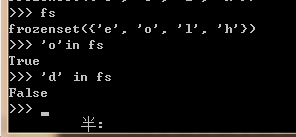 >>> fs
frozenset({'e', 'o', 'l', 'h'})
>>> 'o'in fs
True
>>> 'd' in fs
False
>>>
半: